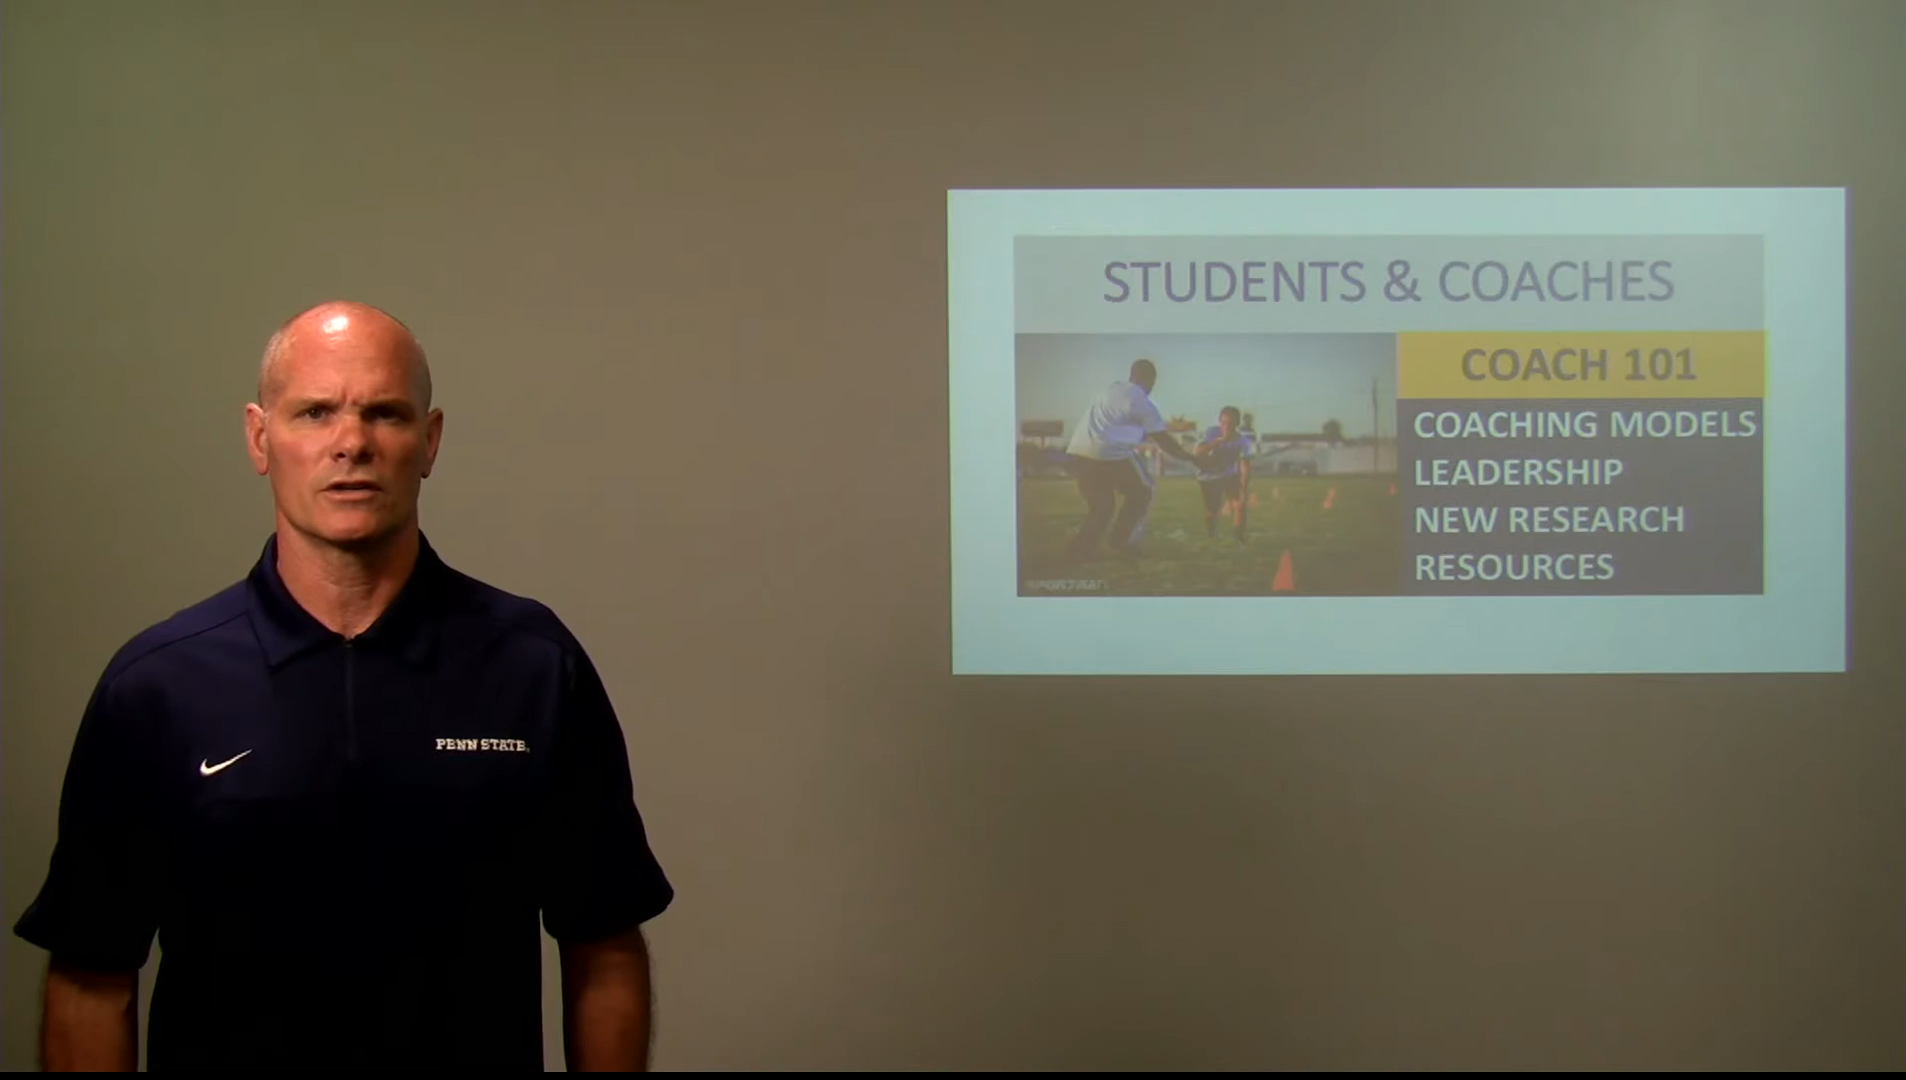 STUDENTS & COACHES
COACH 101
COACHING MODELS
LEADERSHIP
NEW RESEARCH
RESOURCES
PENN STATE